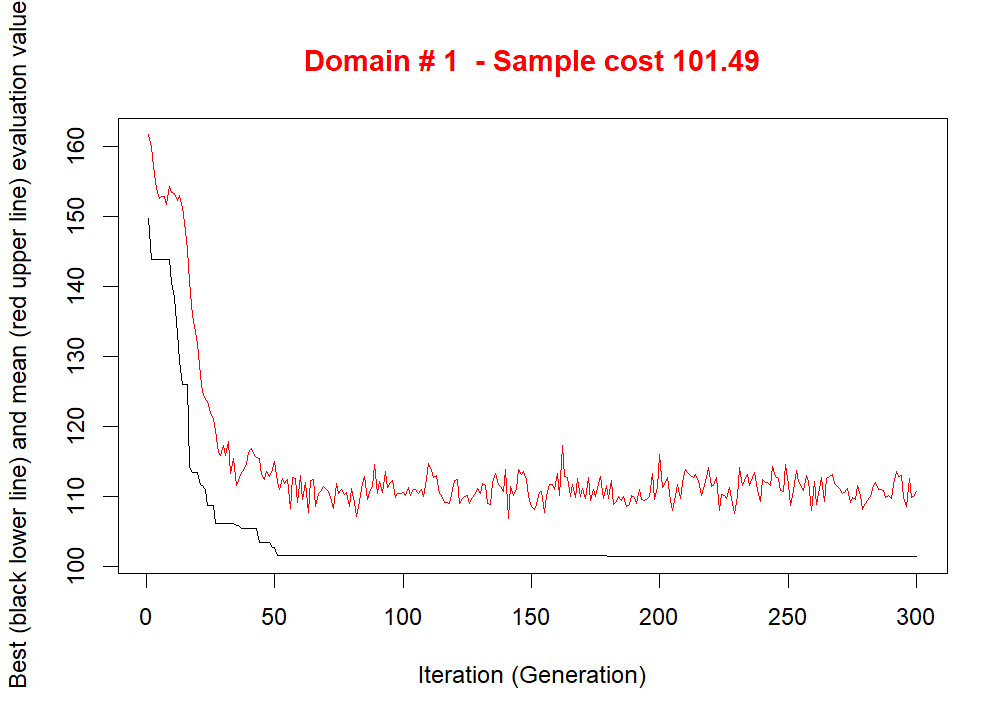 Domain # 1  - Sample cost 101.49
Best (black lower line) and mean (red upper line) evaluation value
160
150
140
130
120
110
100
0 50 100 150 200 250 300
Iteration (Generation)